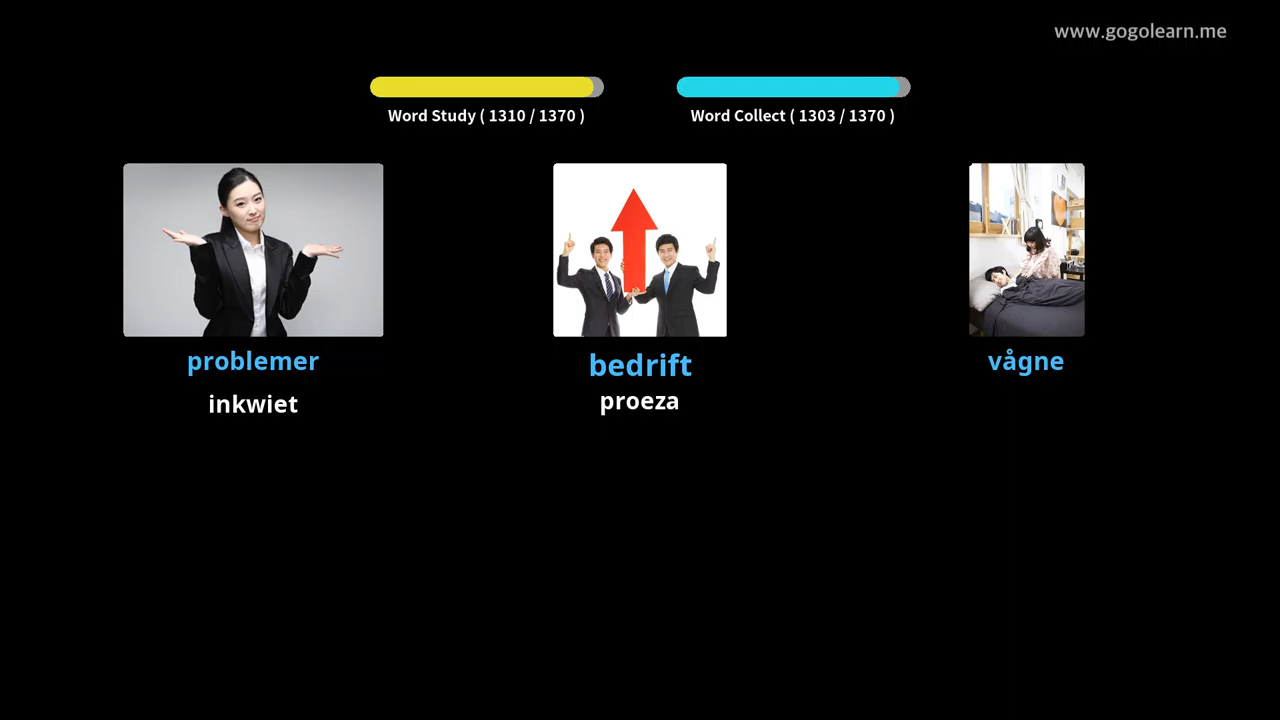 www.gogolearn.me
Word Study ( 1310 / 1370 )
Word Collect ( 1303 / 1370 )
problemer
inkwiet
bedrift
proeza
vågne